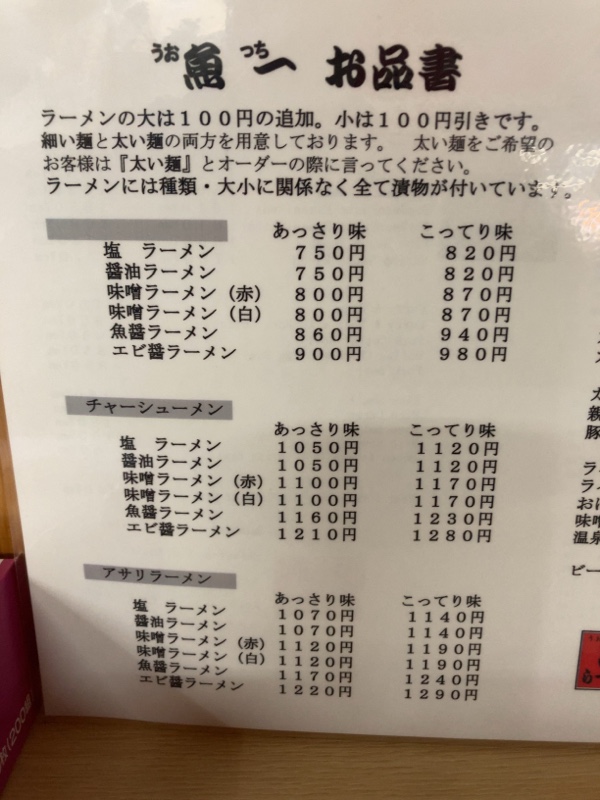 うお つち
魚一 お品書
ラーメンの大は１００円の追加。小は１００円引きです。
細い麺と太い麺の両方を用意しております。 太い麺をご希望の
お客様は『太い麺』とオーダーの際に言ってください。
ラーメンには種類・大小に関係なく全て漬物が付いています。
あっさり味 こってり味
塩 ラーメン ７５０円 ８２０円
醤油ラーメン ７５０円 ８２０円
味噌ラーメン（赤） ８００円 ８７０円
味噌ラーメン（白） ８００円 ８７０円
魚醤ラーメン ８６０円 ９４０円
エビ醤ラーメン ９００円 ９８０円
チャーシューメン
あっさり味 こってり味
塩 ラーメン １０５０円 １１２０円
醤油ラーメン １０５０円 １１２０円
味噌ラーメン（赤） １１００円 １１７０円
味噌ラーメン（白） １１００円 １１７０円
魚醤ラーメン １１６０円 １２３０円
エビ醤ラーメン １２１０円 １２８０円
アサリラーメン
あっさり味 こってり味
塩 ラーメン １０７０円 １１４０円
醤油ラーメン １０７０円 １１４０円
味噌ラーメン（赤） １１２０円 １１９０円
味噌ラーメン（白） １１２０円 １１９０円
魚醤ラーメン １１７０円 １２４０円
エビ醤ラーメン １２２０円 １２９０円
親
豚
ラー
ライ
おに
味噌
温泉
ビー